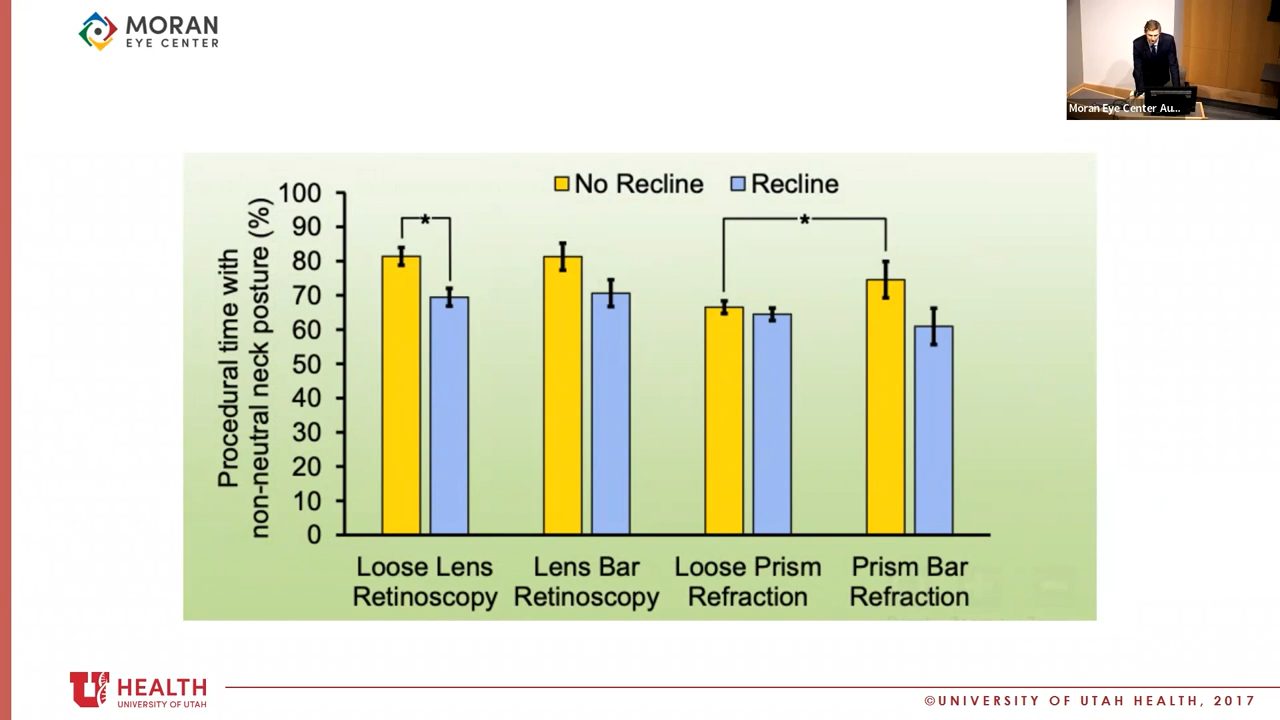 MORAN
EYE CENTER
Moran Eye Center Au...
No Recline
Recline
Procedural time with
non-neutral neck posture (%)
100
90
80
70
60
50
40
30
20
10
0
*
*
Loose Lens
Retinoscopy
Lens Bar
Retinoscopy
Loose Prism
Refraction
Prism Bar
Refraction
U
HEALTH
UNIVERSITY OF UTAH
©UNIVERSITY OF UTAH HEALTH, 2017